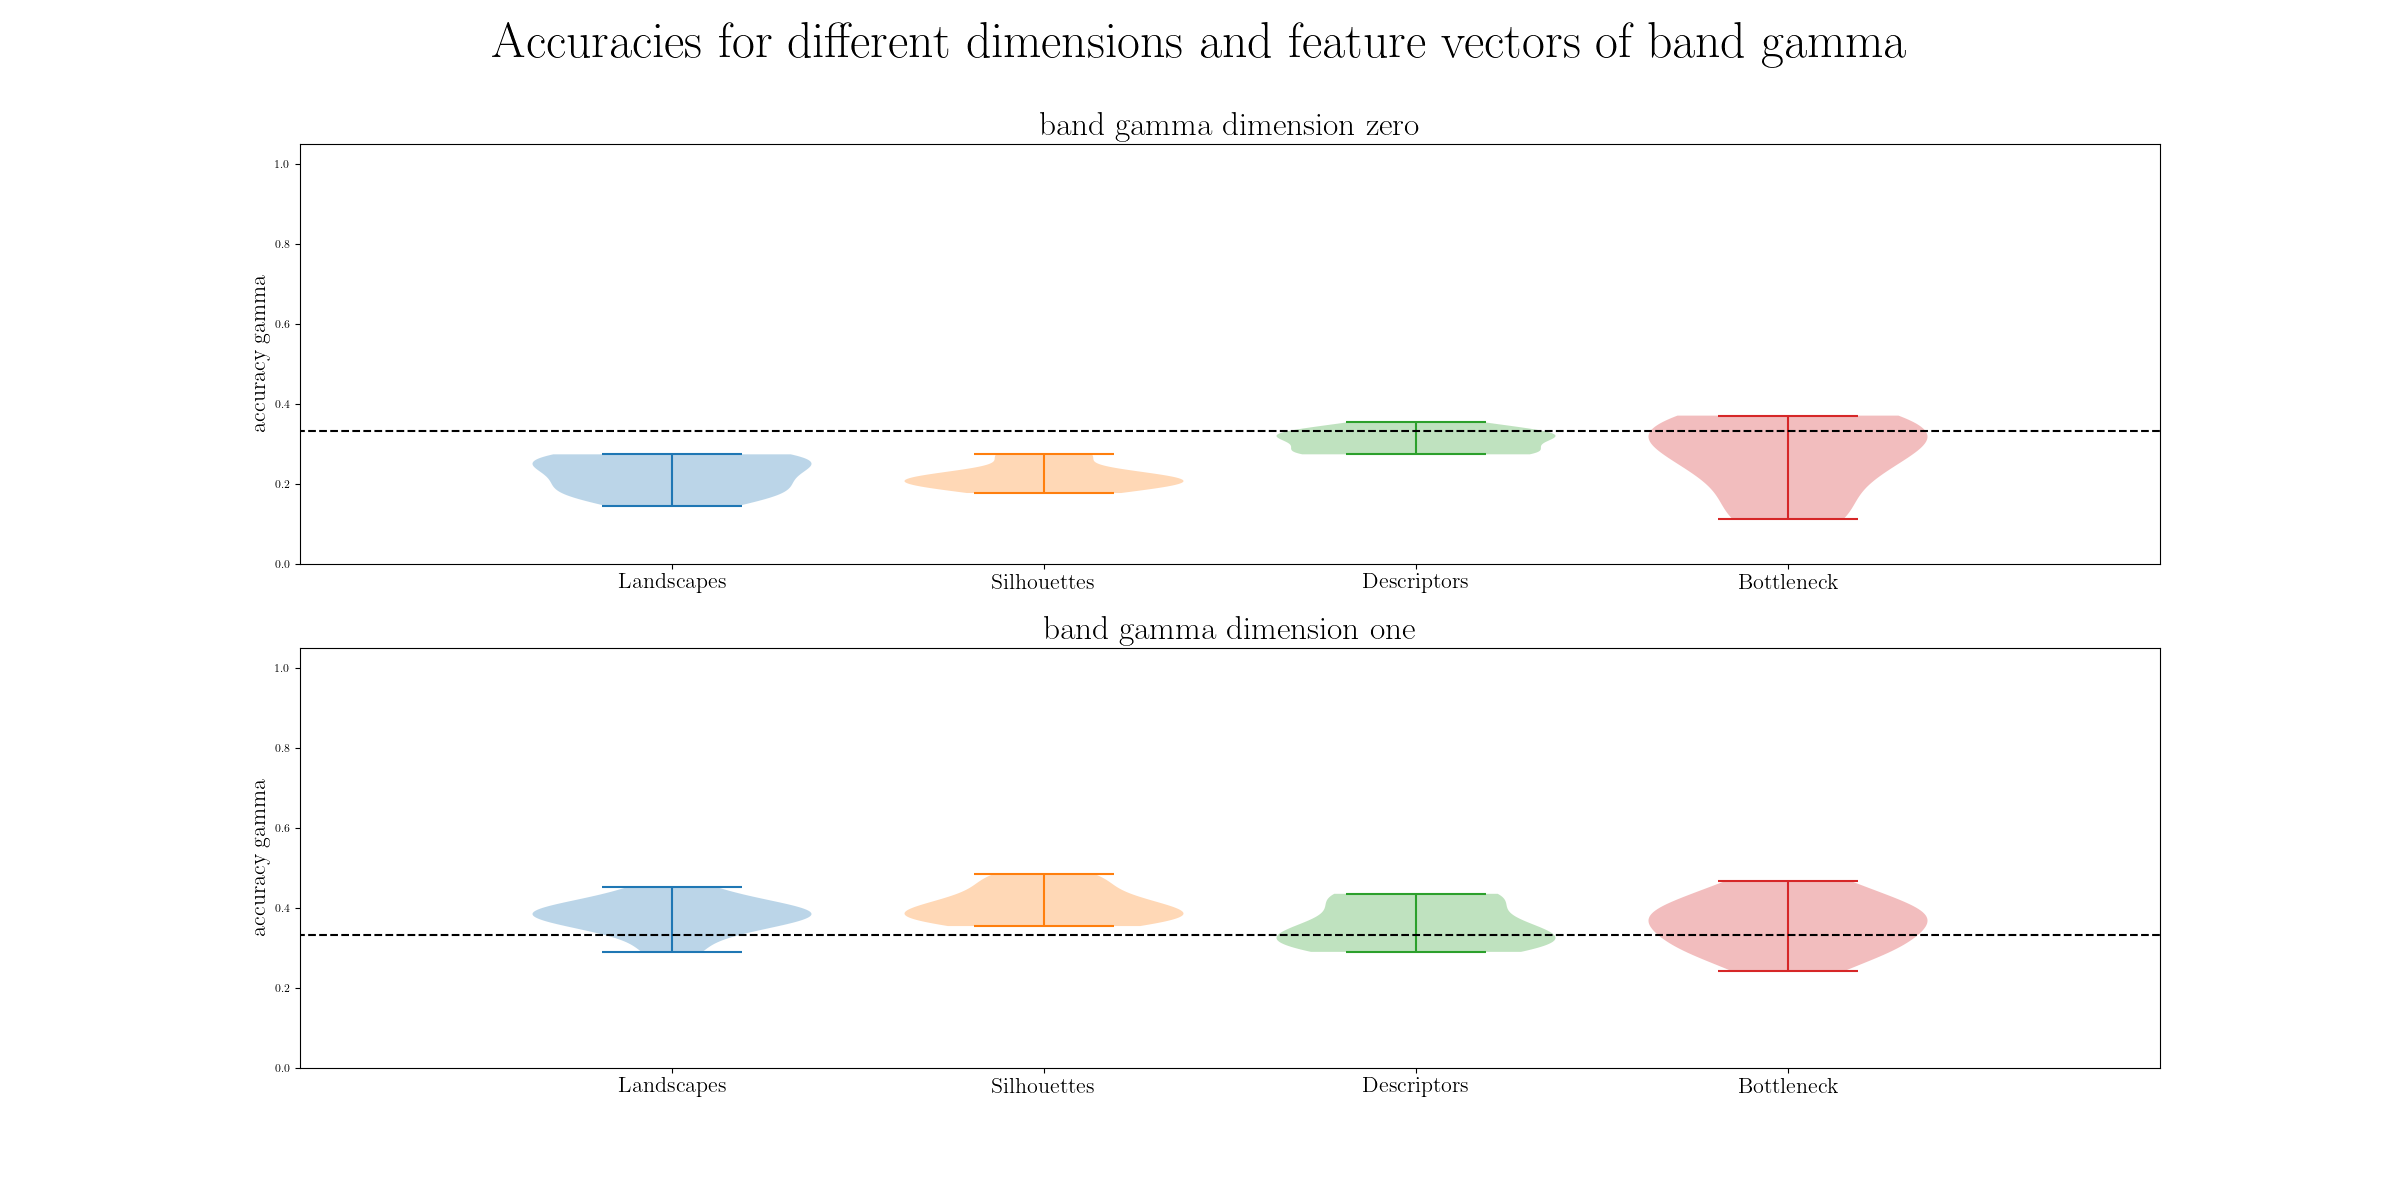 Accuracies for different dimensions and feature vectors of band gamma
band gamma dimension zero
accuracy gamma
1.0
0.8
0.6
0.4
0.2
0.0
Landscapes Silhouettes Descriptors Bottleneck
band gamma dimension one
accuracy gamma
1.0
0.8
0.6
0.4
0.2
0.0
Landscapes Silhouettes Descriptors Bottleneck